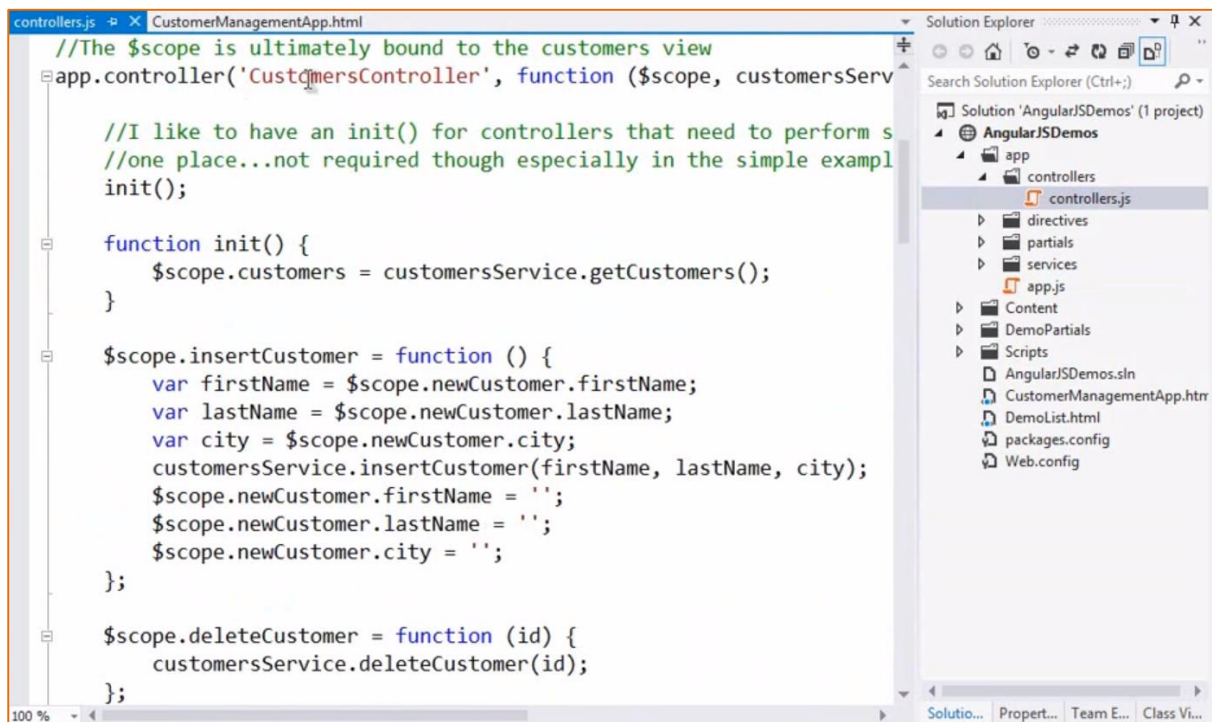 controllers.js CustomerManagementApp.html
//The $scope is ultimately bound to the customers view
app.controller('CustomersController', function ($scope, customersServ
//I like to have an init() for controllers that need to perform s
//one place...not required though especially in the simple exampl
init();
function init() {
$scope.customers = customersService.getCustomers();
}
$scope.insertCustomer = function () {
var firstName = $scope.newCustomer.firstName;
var lastName = $scope.newCustomer.lastName;
var city = $scope.newCustomer.city;
customersService.insertCustomer(firstName, lastName, city);
$scope.newCustomer.firstName = '';
$scope.newCustomer.lastName = '';
$scope.newCustomer.city = '';
};
$scope.deleteCustomer = function (id) {
customersService.deleteCustomer(id);
};
100 %
Solution Explorer
Search Solution Explorer (Ctrl+;)
Solution 'AngularJSDemos' (1 project)
AngularJSDemos
app
controllers
controllers.js
directives
partials
services
app.js
Content
DemoPartials
Scripts
AngularJSDemos.sln
CustomerManagementApp.htm
DemoList.html
packages.config
Web.config
Solutio... Propert... Team E... Class Vi...